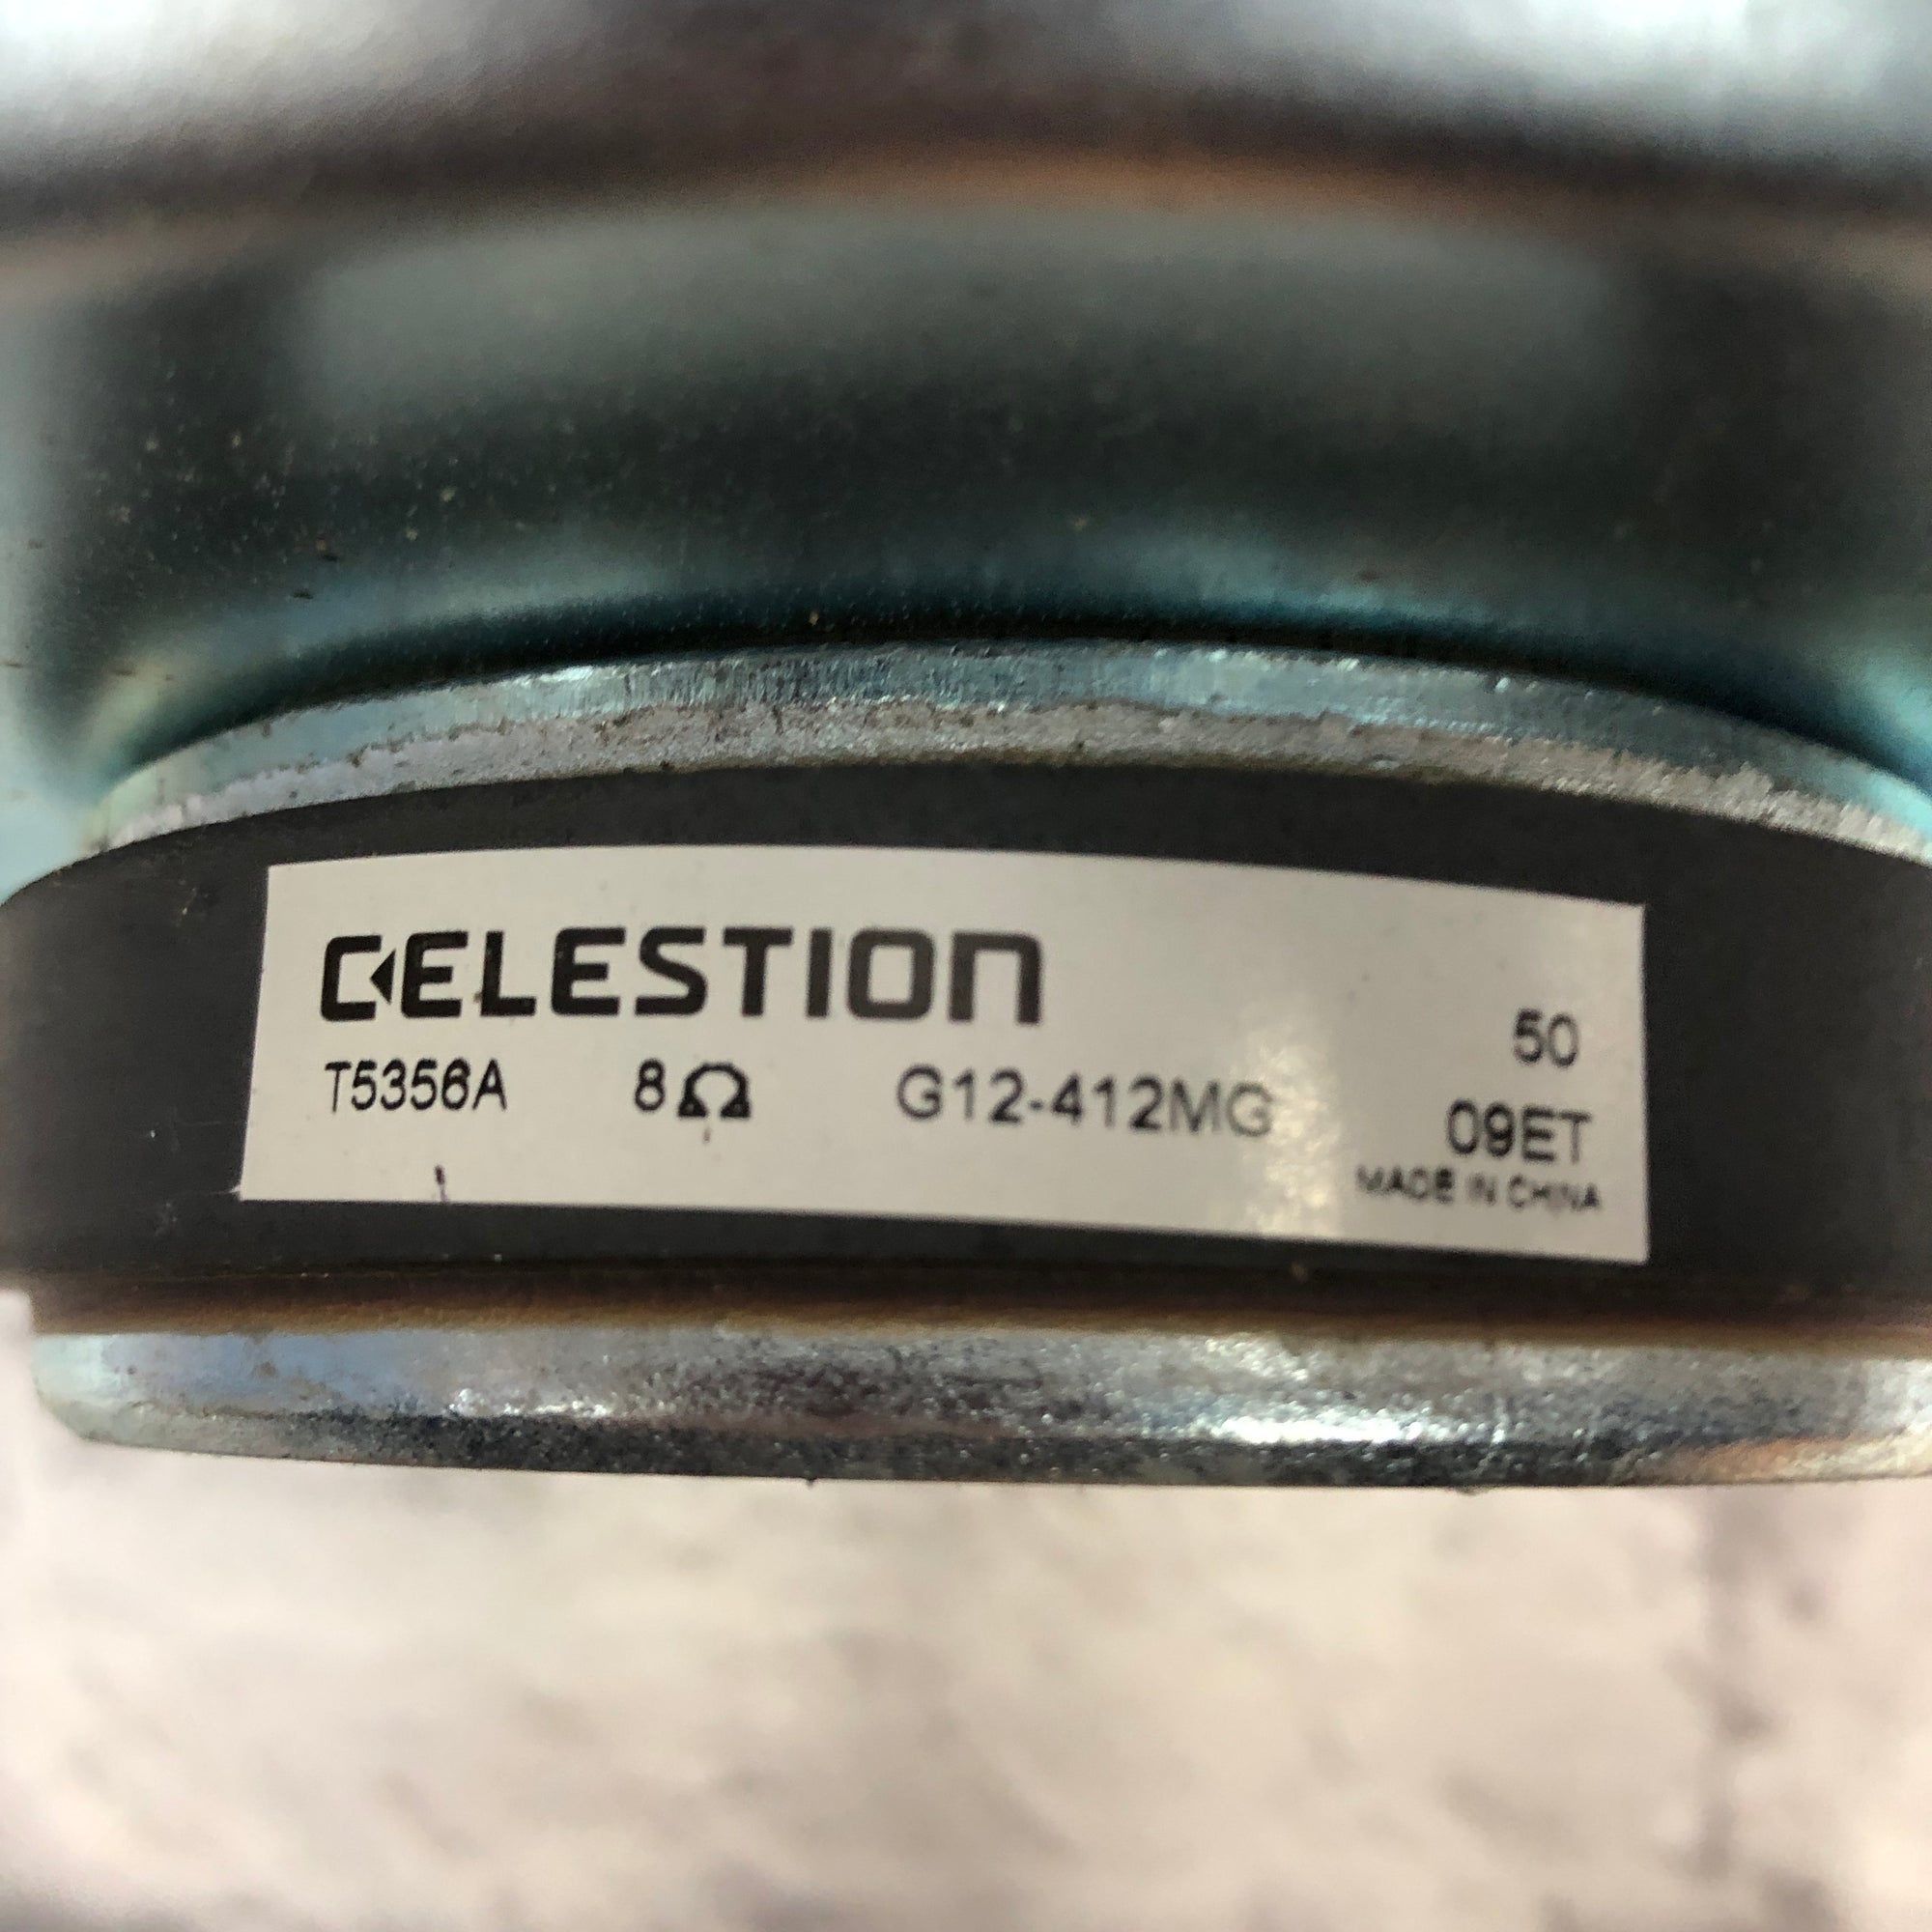 CELESTION
T5356A 8Ω G12-412MG
50
09ET
MADE IN CHINA